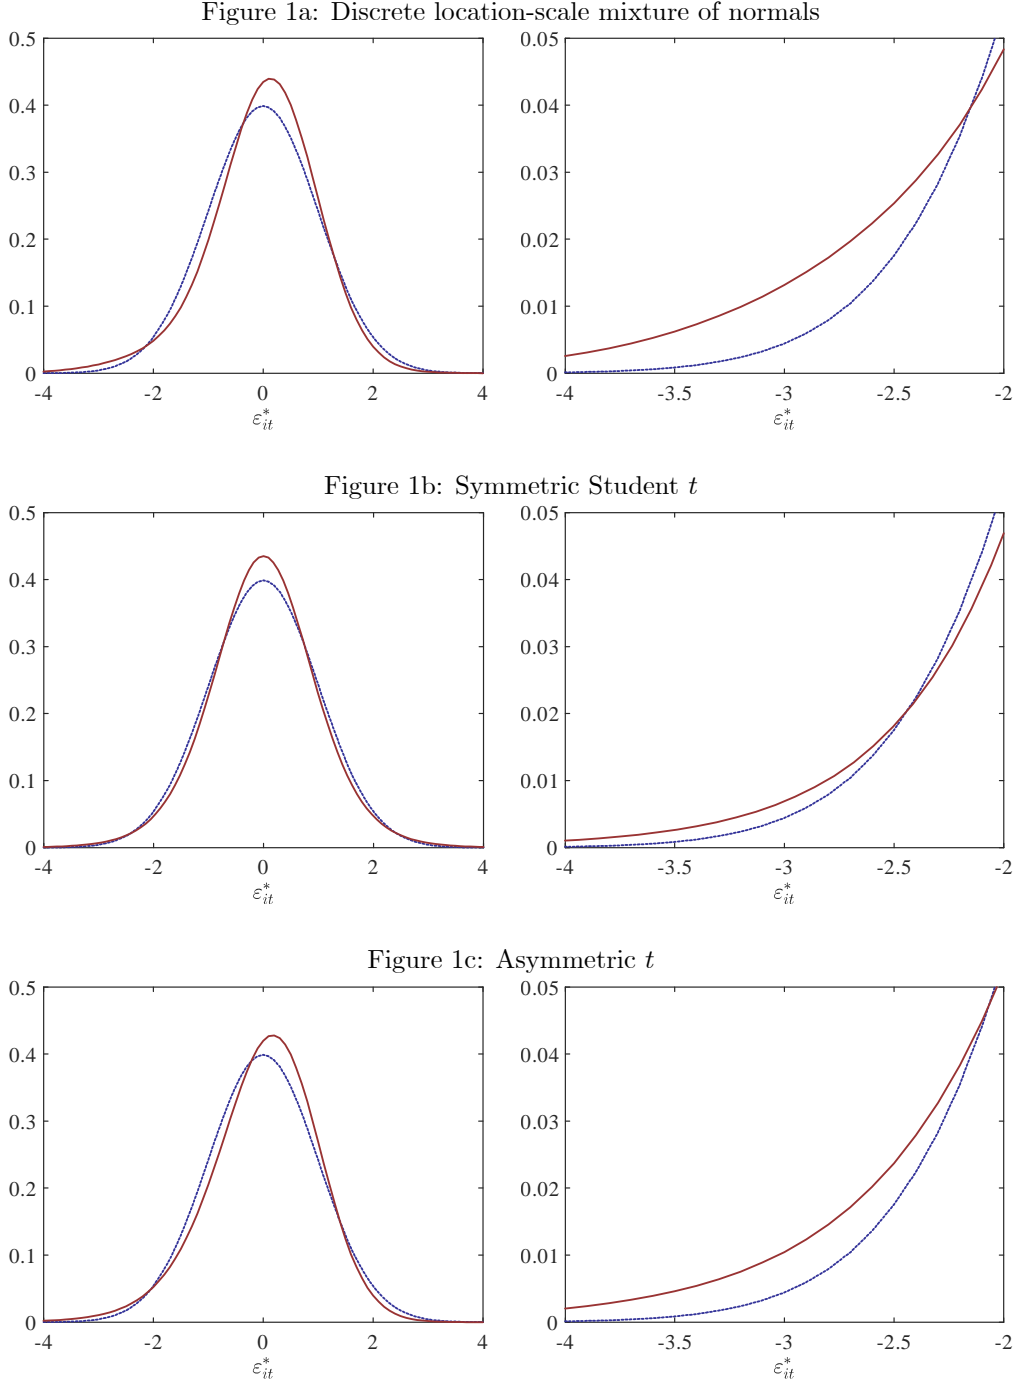 Figure 1a: Discrete location-scale mixture of normals
0.5
0.4
0.3
0.2
0.1
0
-4 -2 0 2 4
ε*it
0.05
0.04
0.03
0.02
0.01
0
-4 -3.5 -3 -2.5 -2
ε*it
Figure 1b: Symmetric Student t
0.5
0.4
0.3
0.2
0.1
0
-4 -2 0 2 4
ε*it
0.05
0.04
0.03
0.02
0.01
0
-4 -3.5 -3 -2.5 -2
ε*it
Figure 1c: Asymmetric t
0.5
0.4
0.3
0.2
0.1
0
-4 -2 0 2 4
ε*it
0.05
0.04
0.03
0.02
0.01
0
-4 -3.5 -3 -2.5 -2
ε*it